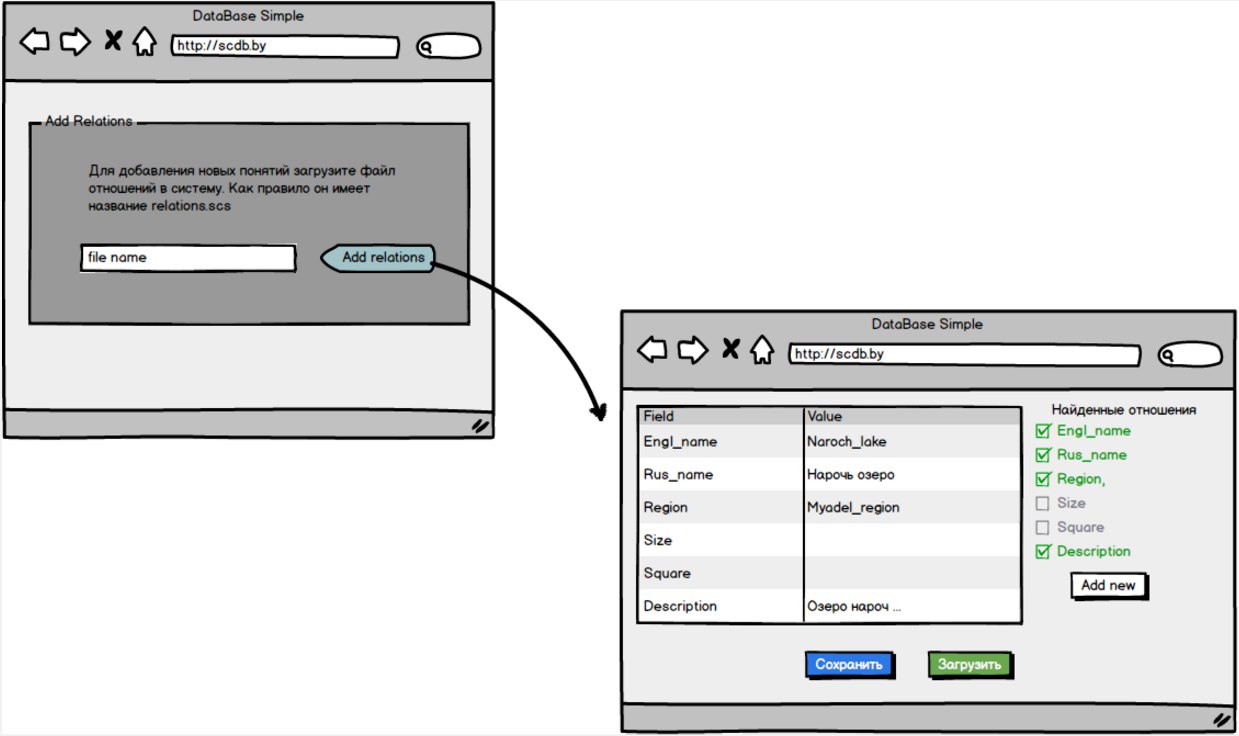 DataBase Simple
http://scdb.by
Add Relations
Для добавления новых понятий загрузите файл
отношений в систему. Как правило он имеет
название relations.scs
file name
Add relations
DataBase Simple
http://scdb.by
Field Value
Engl_name Naroch_lake
Rus_name Нарочь озеро
Region Myadel_region
Size
Square
Description Озеро нароч ...
Найденные отношения
Engl_name
Rus_name
Region,
Size
Square
Description
Add new
Сохранить
Загрузить